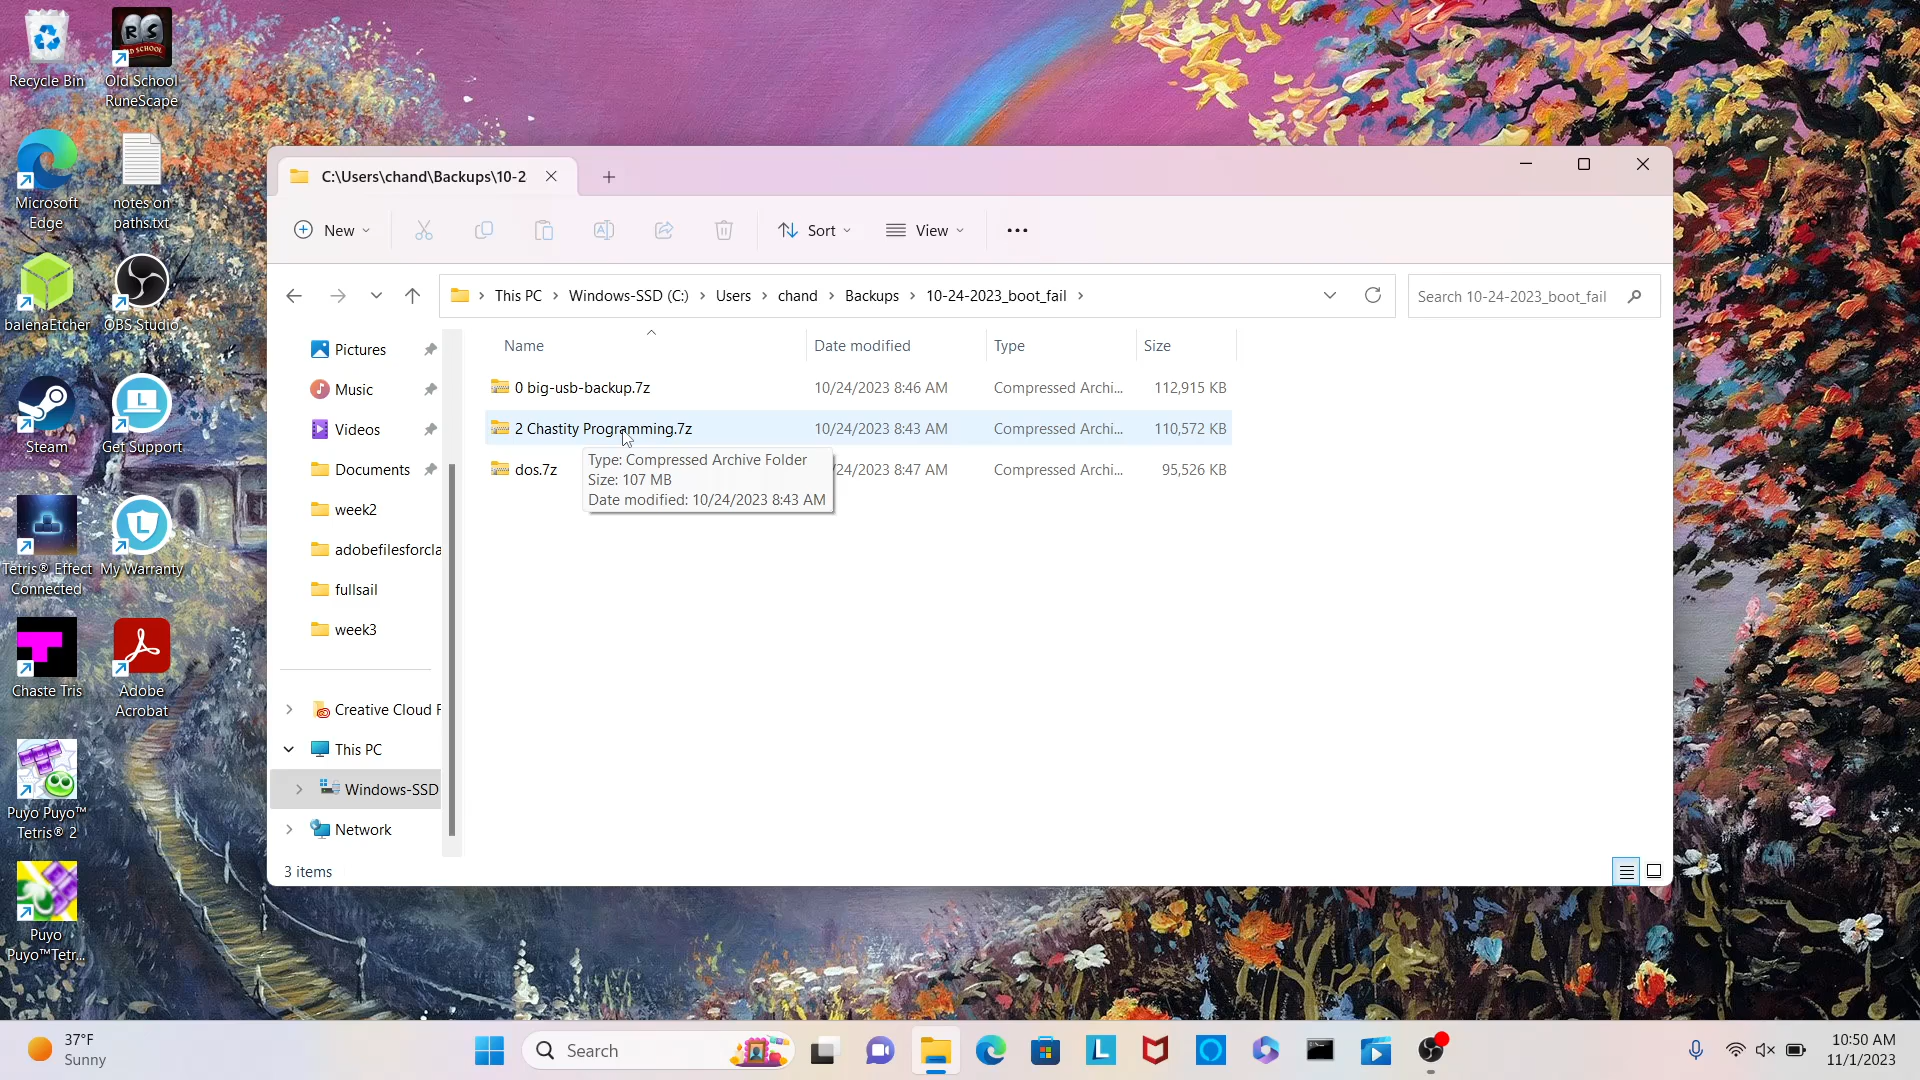 Recycle Bin
Old School
RuneScape
Microsoft
Edge
notes on
paths.txt
balenaEtcher
OBS Studio
Steam
Get Support
Tetris® Effect
Connected
My Warranty
Chaste Tris
Adobe
Acrobat
Puyo Puyo™
Tetris® 2
Puyo
Puyo™Tetr...
C:\Users\chand\Backups\10-2
New
Sort
View
This PC
Windows-SSD (C:)
Users
chand
Backups
10-24-2023_boot_fail
Search 10-24-2023_boot_fail
Pictures
Music
Videos
Documents
week2
adobefilesforcla
fullsail
week3
Creative Cloud F
This PC
Windows-SSD
Network
Name
Date modified
Type
Size
0 big-usb-backup.7z
10/24/2023 8:46 AM
Compressed Archi...
112,915 KB
2 Chastity Programming.7z
10/24/2023 8:43 AM
Compressed Archi...
110,572 KB
dos.7z
/24/2023 8:47 AM
Compressed Archi...
95,526 KB
Type: Compressed Archive Folder
Size: 107 MB
Date modified: 10/24/2023 8:43 AM
3 items
37°F
Sunny
Search
10:50 AM
11/1/2023